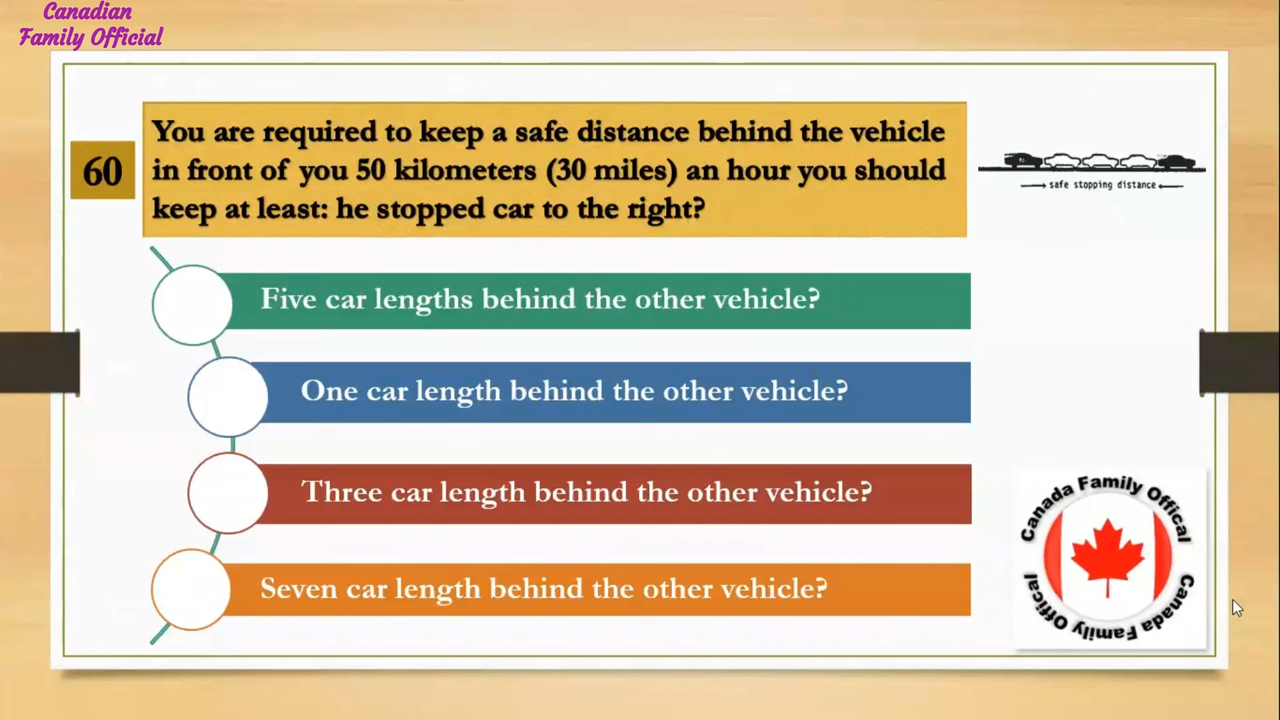 Canadian
Family Official
60
You are required to keep a safe distance behind the vehicle
in front of you 50 kilometers (30 miles) an hour you should
keep at least: he stopped car to the right?
safe stopping distance
Five car lengths behind the other vehicle?
One car length behind the other vehicle?
Three car length behind the other vehicle?
Seven car length behind the other vehicle?
Canada Family Offical
Canada Family Offical